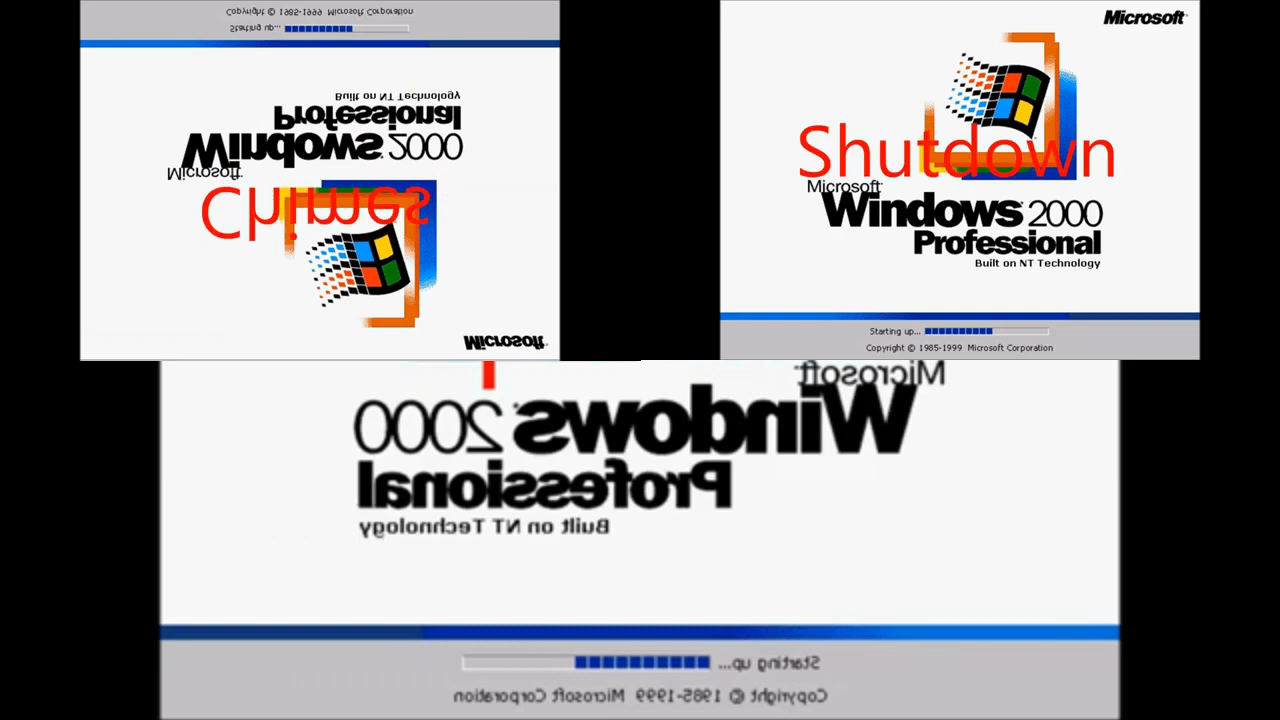 Copyright © 1985-1999 Microsoft Corporation
Starting up...
Built on NT Technology
Professional
Windows 2000
Microsoft
Chimes
Microsoft
Microsoft
Shutdown
Microsoft
Windows 2000
Professional
Built on NT Technology
Starting up...
Copyright © 1985-1999 Microsoft Corporation
Microsoft
Windows 2000
Professional
Built on NT Technology
Starting up...
Copyright © 1985-1999 Microsoft Corporation